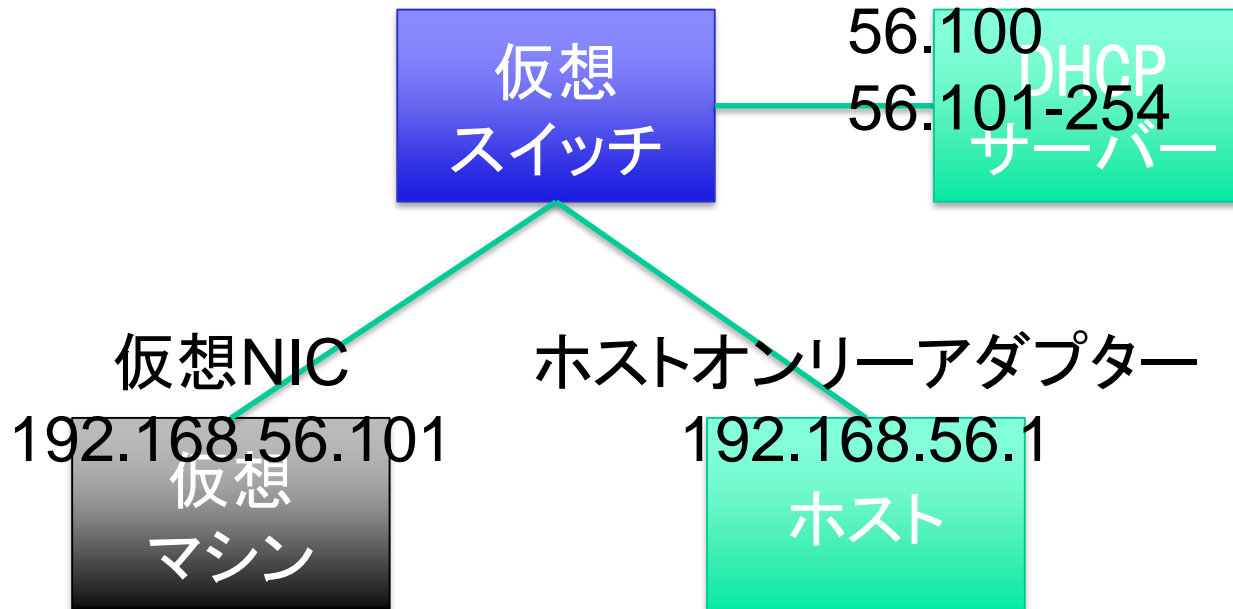 仮想
スイッチ
56.100
56.101-254
DHCP
サーバー
仮想NIC
192.168.56.101
仮想
マシン
ホストオンリーアダプター
192.168.56.1
ホスト